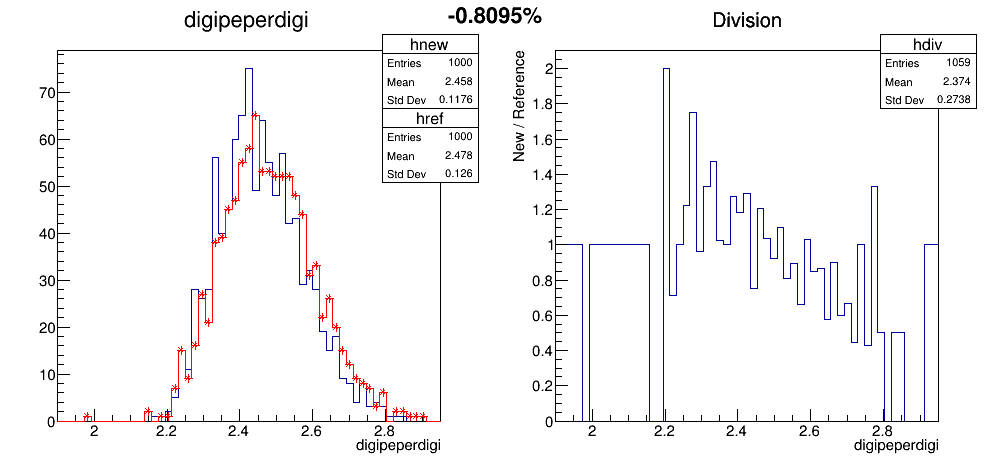 -0.8095%
digipeperdigi
hnew
Entries 1000
Mean 2.458
Std Dev 0.1176
href
Entries 1000
Mean 2.478
Std Dev 0.126
70
60
50
40
30
20
10
0
2 2.2 2.4 2.6 2.8
digipeperdigi
Division
hdiv
Entries 1059
Mean 2.374
Std Dev 0.2738
New / Reference
2
1.8
1.6
1.4
1.2
1
0.8
0.6
0.4
0.2
0
2 2.2 2.4 2.6 2.8
digipeperdigi